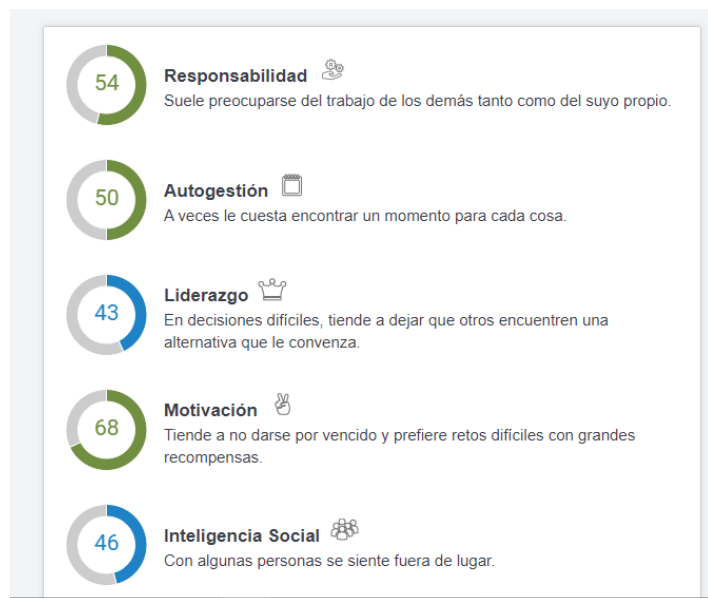 54
Responsabilidad
Suele preocuparse del trabajo de los demás tanto como del suyo propio.
50
Autogestión
A veces le cuesta encontrar un momento para cada cosa.
43
Liderazgo
En decisiones difíciles, tiende a dejar que otros encuentren una
alternativa que le convenza.
68
Motivación
Tiende a no darse por vencido y prefiere retos difíciles con grandes
recompensas.
46
Inteligencia Social
Con algunas personas se siente fuera de lugar.